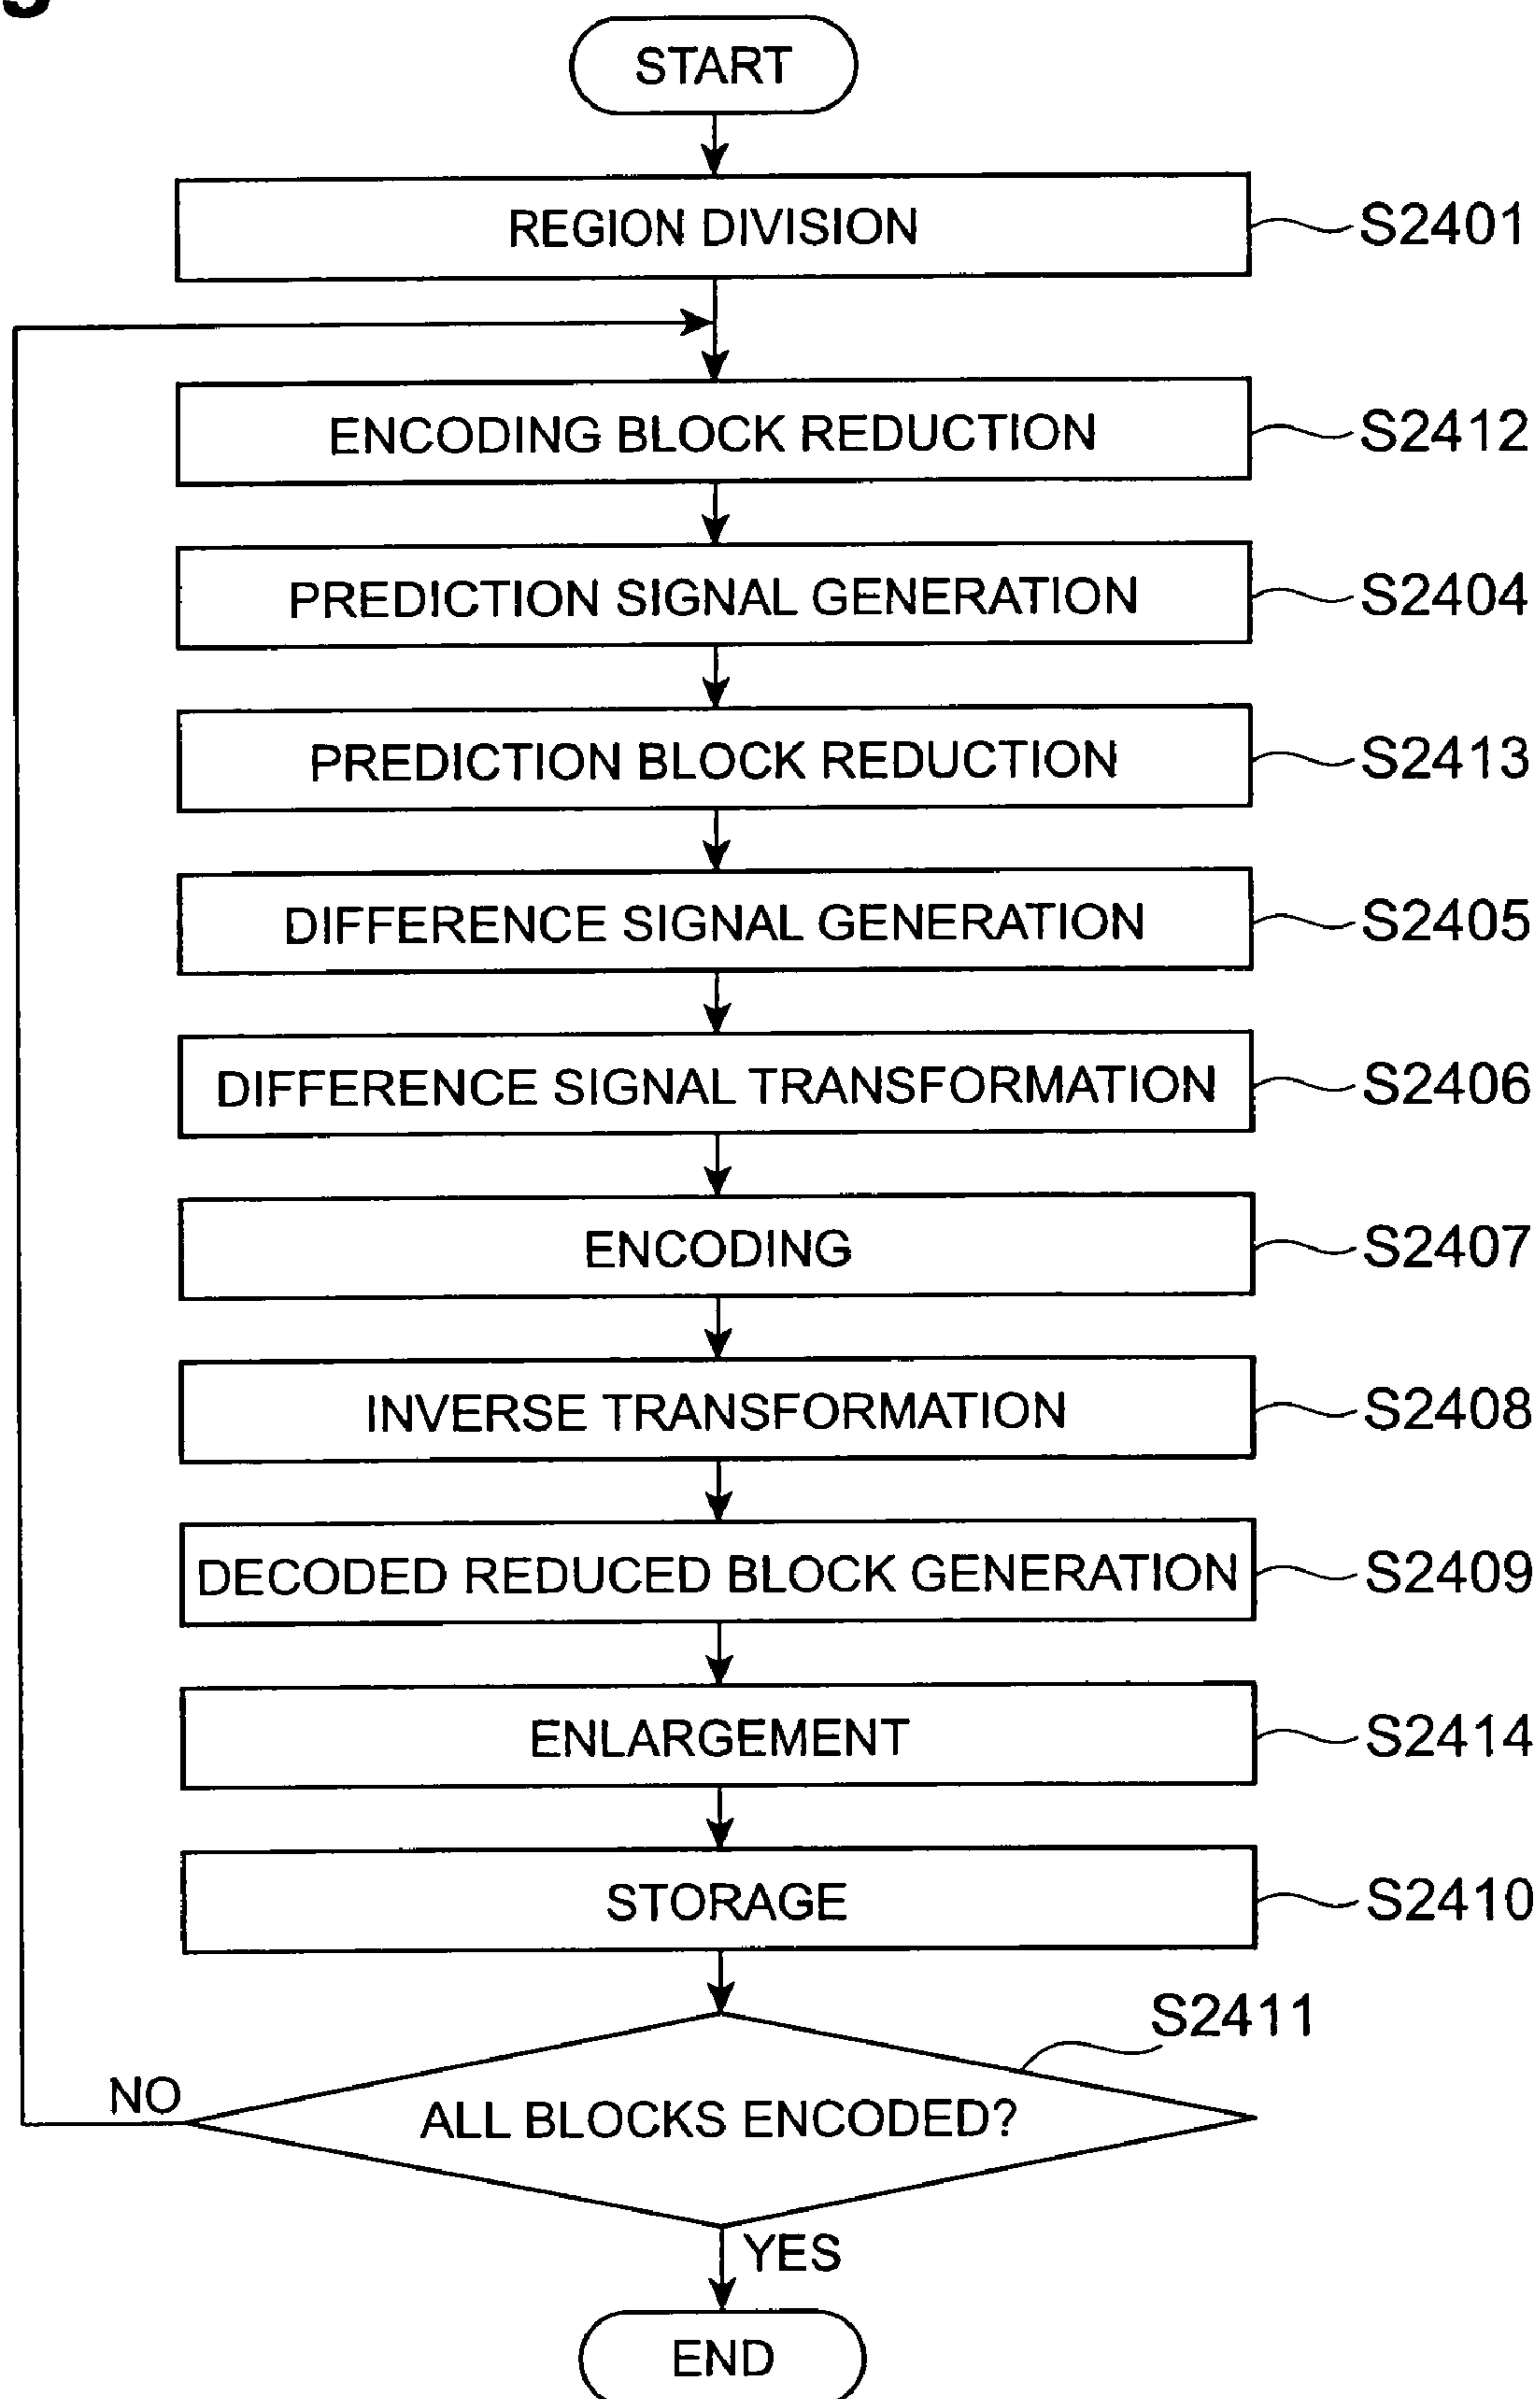 START
REGION DIVISION S2401
ENCODING BLOCK REDUCTION S2412
PREDICTION SIGNAL GENERATION S2404
PREDICTION BLOCK REDUCTION S2413
DIFFERENCE SIGNAL GENERATION S2405
DIFFERENCE SIGNAL TRANSFORMATION S2406
ENCODING S2407
INVERSE TRANSFORMATION S2408
DECODED REDUCED BLOCK GENERATION S2409
ENLARGEMENT S2414
STORAGE S2410
S2411
NO
ALL BLOCKS ENCODED?
YES
END